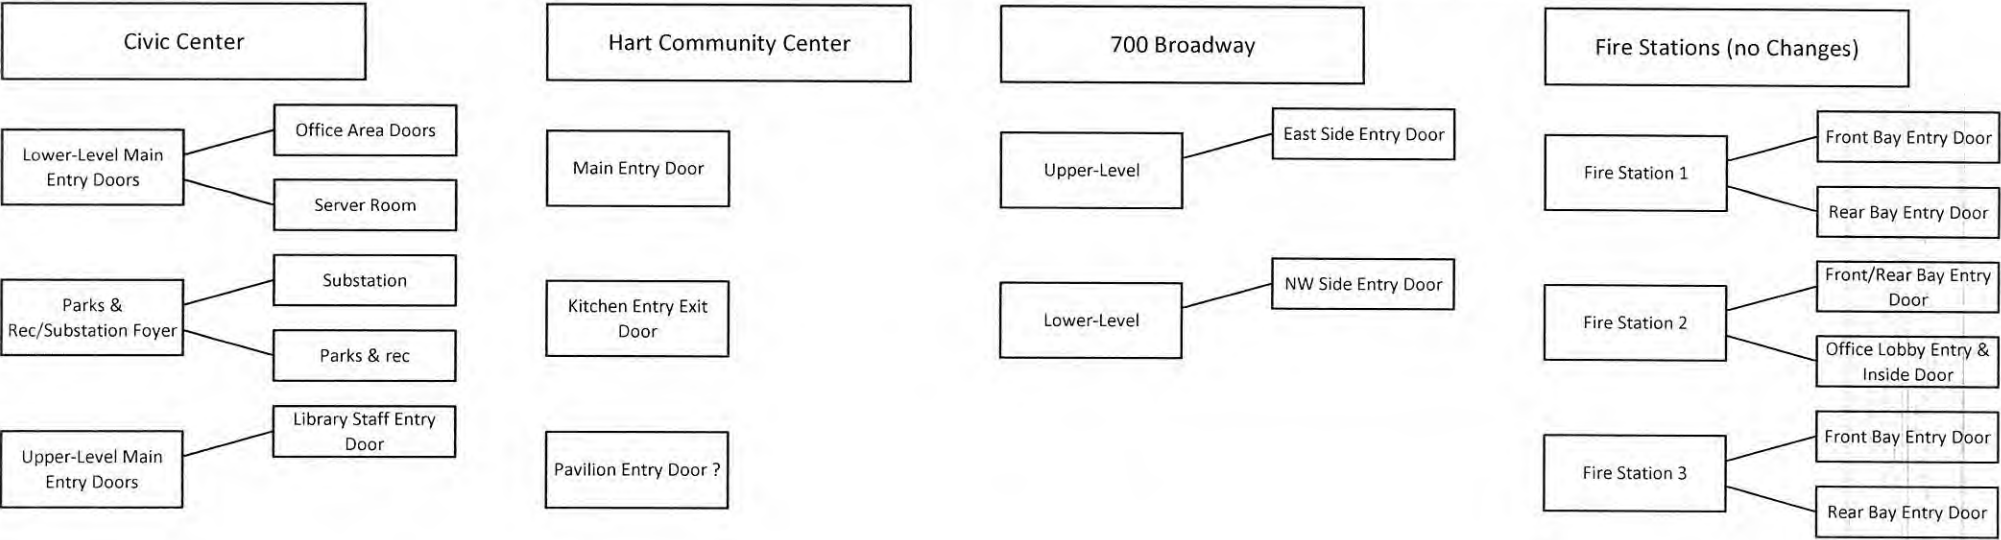 Civic Center
Lower-Level Main
Entry Doors
Office Area Doors
Server Room
Parks &
Rec/Substation Foyer
Substation
Parks & rec
Upper-Level Main
Entry Doors
Library Staff Entry
Door
Hart Community Center
Main Entry Door
Kitchen Entry Exit
Door
Pavilion Entry Door ?
700 Broadway
Upper-Level
East Side Entry Door
Lower-Level
NW Side Entry Door
Fire Stations (no Changes)
Fire Station 1
Front Bay Entry Door
Rear Bay Entry Door
Fire Station 2
Front/Rear Bay Entry
Door
Office Lobby Entry &
Inside Door
Fire Station 3
Front Bay Entry Door
Rear Bay Entry Door